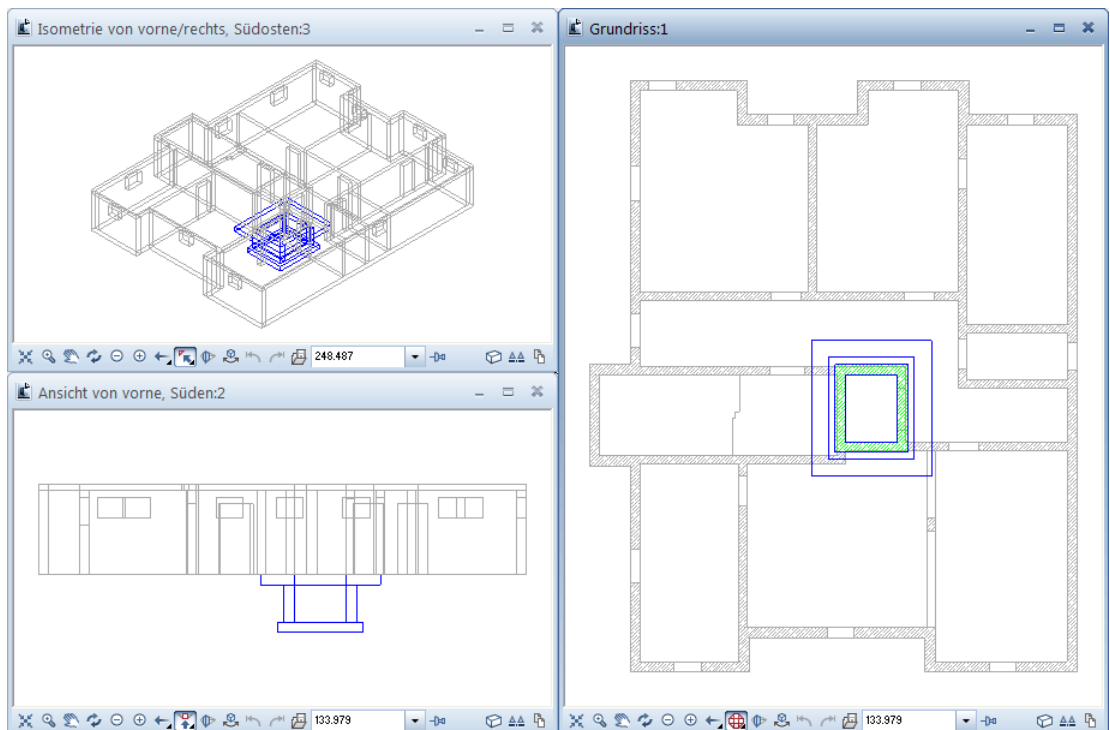 Isometrie von vorne/rechts, Südosten:3
248.487
Ansicht von vorne, Süden:2
133.979
Grundriss:1
133.979